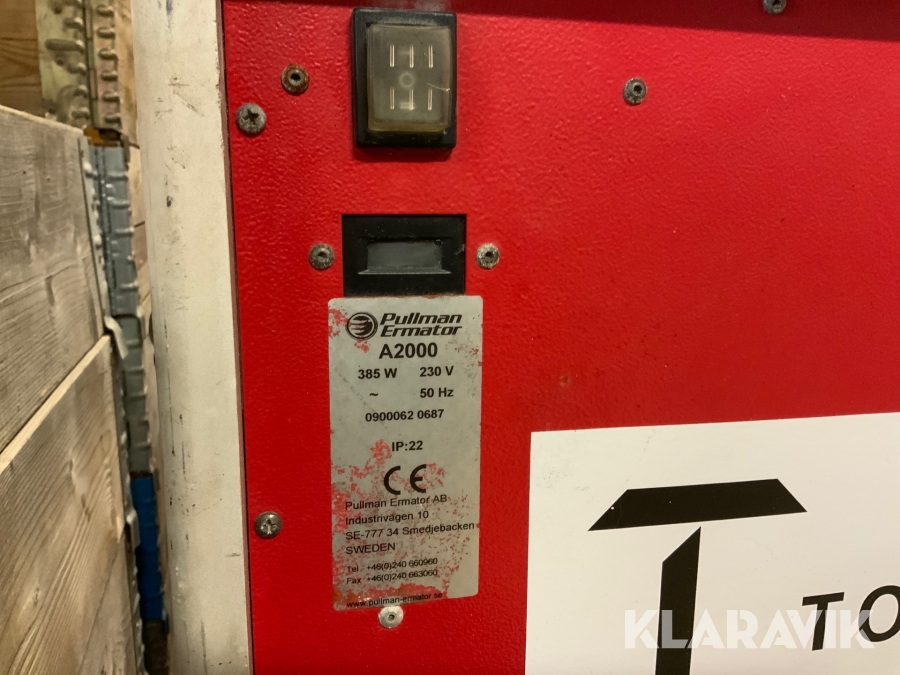 Pullman
Ermator
A2000
385 W 230 V
~ 50 Hz
0900062 0687
IP:22
CE
Pullman Ermator AB
Industrivägen 10
SE-777 34 Smedjebacken
SWEDEN
Tel +46(0)240 660960
Fax +46(0)240 663060
www.pullman-ermator.se
T
TO
KLARAVIK